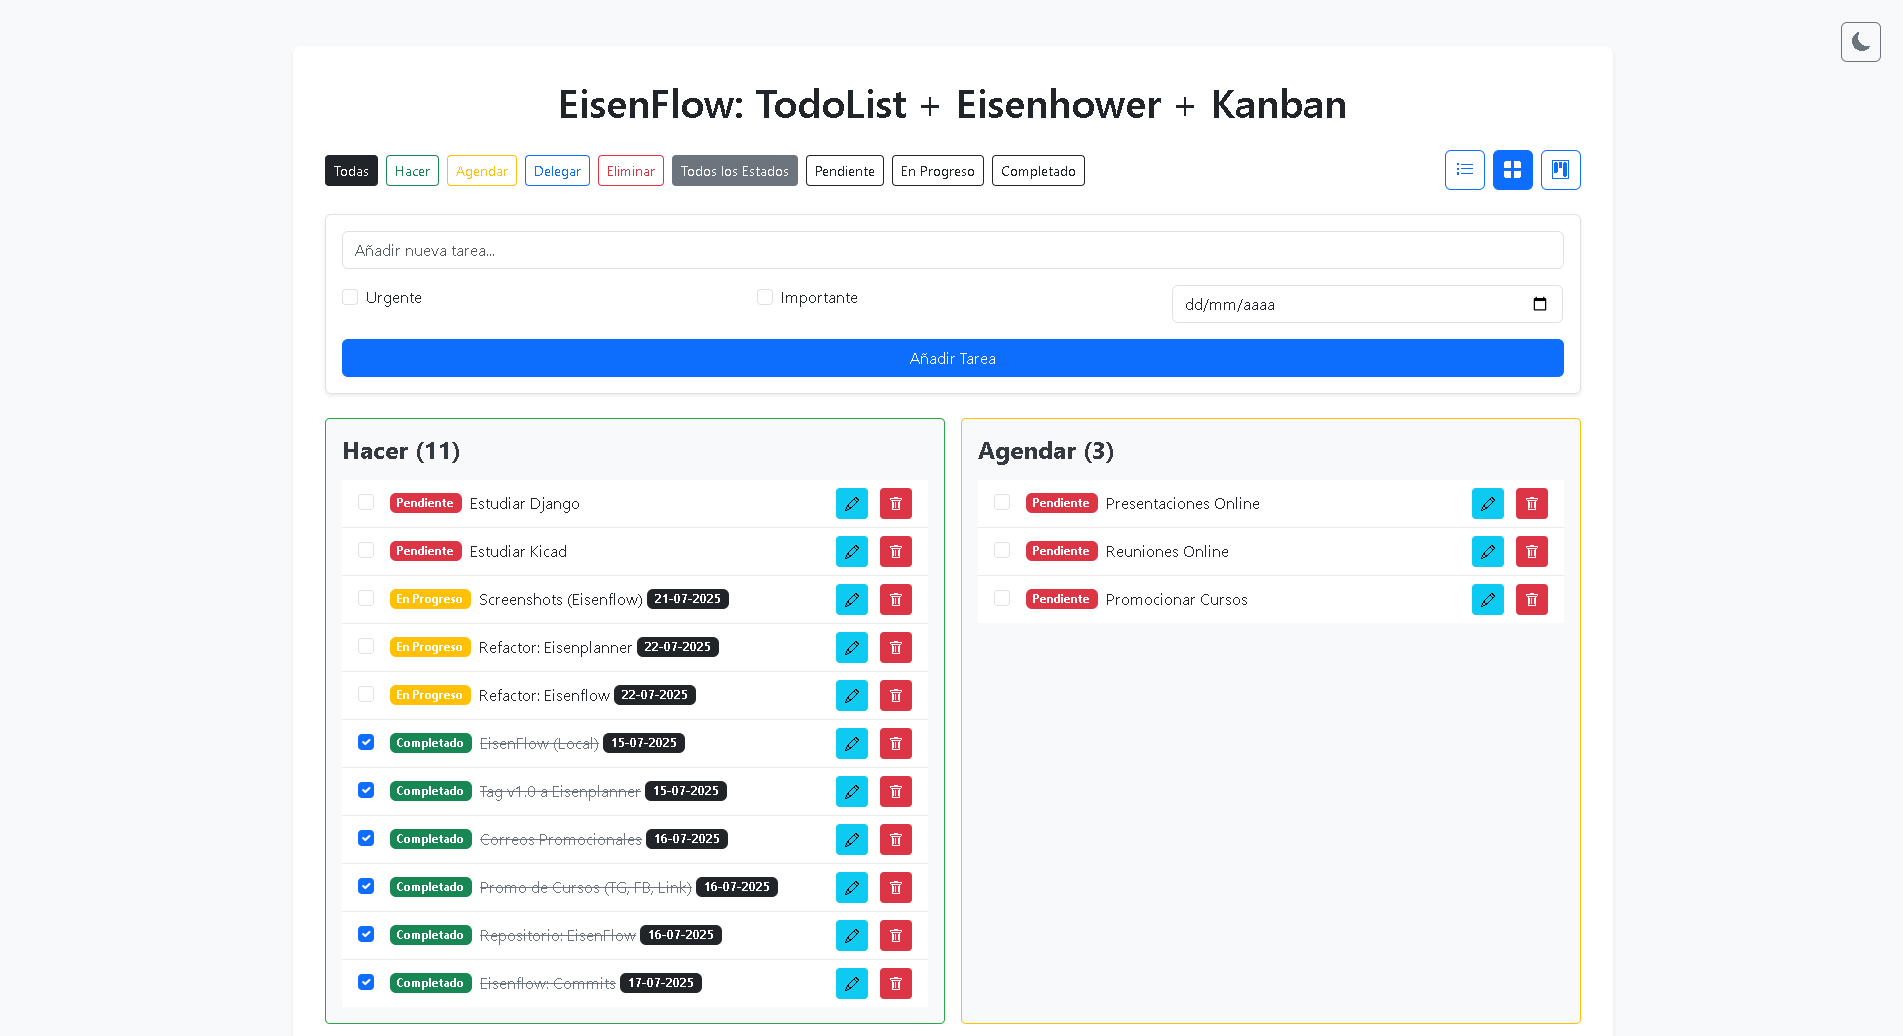 EisenFlow: TodoList + Eisenhower + Kanban
Todas Hacer Agendar Delegar Eliminar Todos los Estados Pendiente En Progreso Completado
Añadir nueva tarea...
Urgente Importante dd/mm/aaaa
Añadir Tarea
Hacer (11)
Pendiente Estudiar Django
Pendiente Estudiar Kicad
En Progreso Screenshots (Eisenflow) 21-07-2025
En Progreso Refactor: Eisenplanner 22-07-2025
En Progreso Refactor: Eisenflow 22-07-2025
Completado EisenFlow (Local) 15-07-2025
Completado Tag v1.0 a Eisenplanner 15-07-2025
Completado Correos Promocionales 16-07-2025
Completado Promo de Cursos (TG, FB, Link) 16-07-2025
Completado Repositorio: EisenFlow 16-07-2025
Completado Eisenflow: Commits 17-07-2025
Agendar (3)
Pendiente Presentaciones Online
Pendiente Reuniones Online
Pendiente Promocionar Cursos